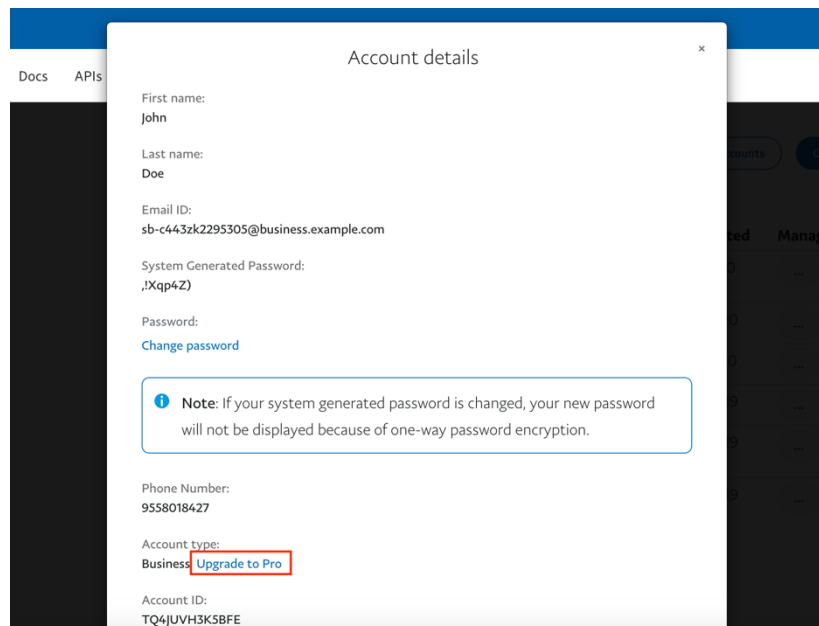 Account details
×
Docs APIs
First name:
John
Last name:
Doe
Email ID:
sb-c443zk2295305@business.example.com
System Generated Password:
,!Xqp4Z)
Password:
Change password
Note: If your system generated password is changed, your new password
will not be displayed because of one-way password encryption.
Phone Number:
9558018427
Account type:
Business Upgrade to Pro
Account ID:
TQ4JUVH3K5BFE